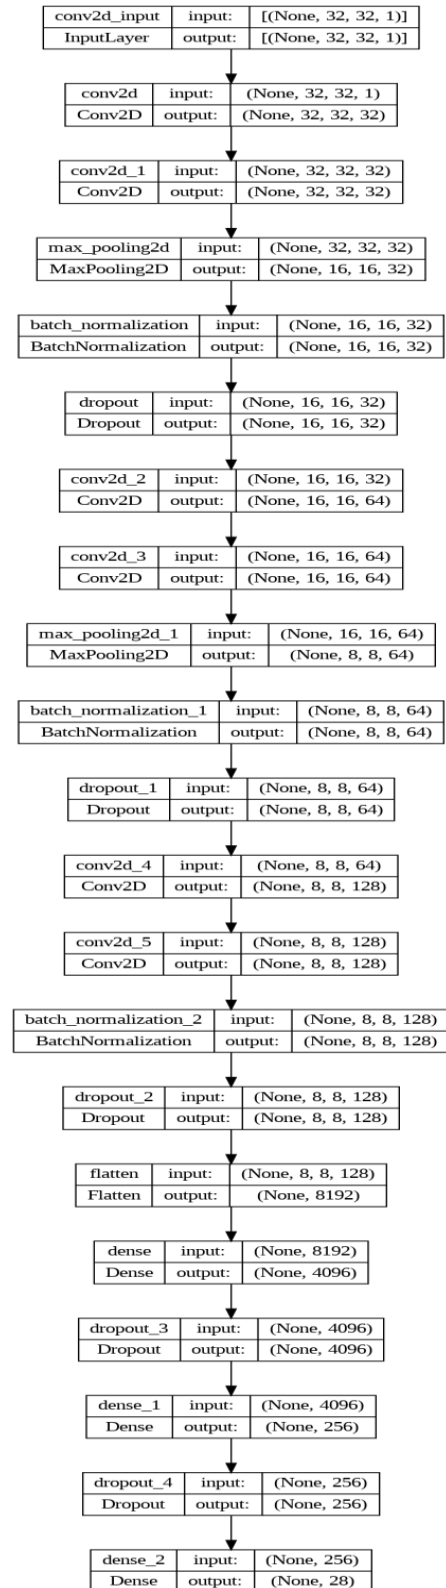 conv2d_input input: [(None, 32, 32, 1)]
InputLayer output: [(None, 32, 32, 1)]
conv2d input: (None, 32, 32, 1)
Conv2D output: (None, 32, 32, 32)
conv2d_1 input: (None, 32, 32, 32)
Conv2D output: (None, 32, 32, 32)
max_pooling2d input: (None, 32, 32, 32)
MaxPooling2D output: (None, 16, 16, 32)
batch_normalization input: (None, 16, 16, 32)
BatchNormalization output: (None, 16, 16, 32)
dropout input: (None, 16, 16, 32)
Dropout output: (None, 16, 16, 32)
conv2d_2 input: (None, 16, 16, 32)
Conv2D output: (None, 16, 16, 64)
conv2d_3 input: (None, 16, 16, 64)
Conv2D output: (None, 16, 16, 64)
max_pooling2d_1 input: (None, 16, 16, 64)
MaxPooling2D output: (None, 8, 8, 64)
batch_normalization_1 input: (None, 8, 8, 64)
BatchNormalization output: (None, 8, 8, 64)
dropout_1 input: (None, 8, 8, 64)
Dropout output: (None, 8, 8, 64)
conv2d_4 input: (None, 8, 8, 64)
Conv2D output: (None, 8, 8, 128)
conv2d_5 input: (None, 8, 8, 128)
Conv2D output: (None, 8, 8, 128)
batch_normalization_2 input: (None, 8, 8, 128)
BatchNormalization output: (None, 8, 8, 128)
dropout_2 input: (None, 8, 8, 128)
Dropout output: (None, 8, 8, 128)
flatten input: (None, 8, 8, 128)
Flatten output: (None, 8192)
dense input: (None, 8192)
Dense output: (None, 4096)
dropout_3 input: (None, 4096)
Dropout output: (None, 4096)
dense_1 input: (None, 4096)
Dense output: (None, 256)
dropout_4 input: (None, 256)
Dropout output: (None, 256)
dense_2 input: (None, 256)
Dense output: (None, 28)